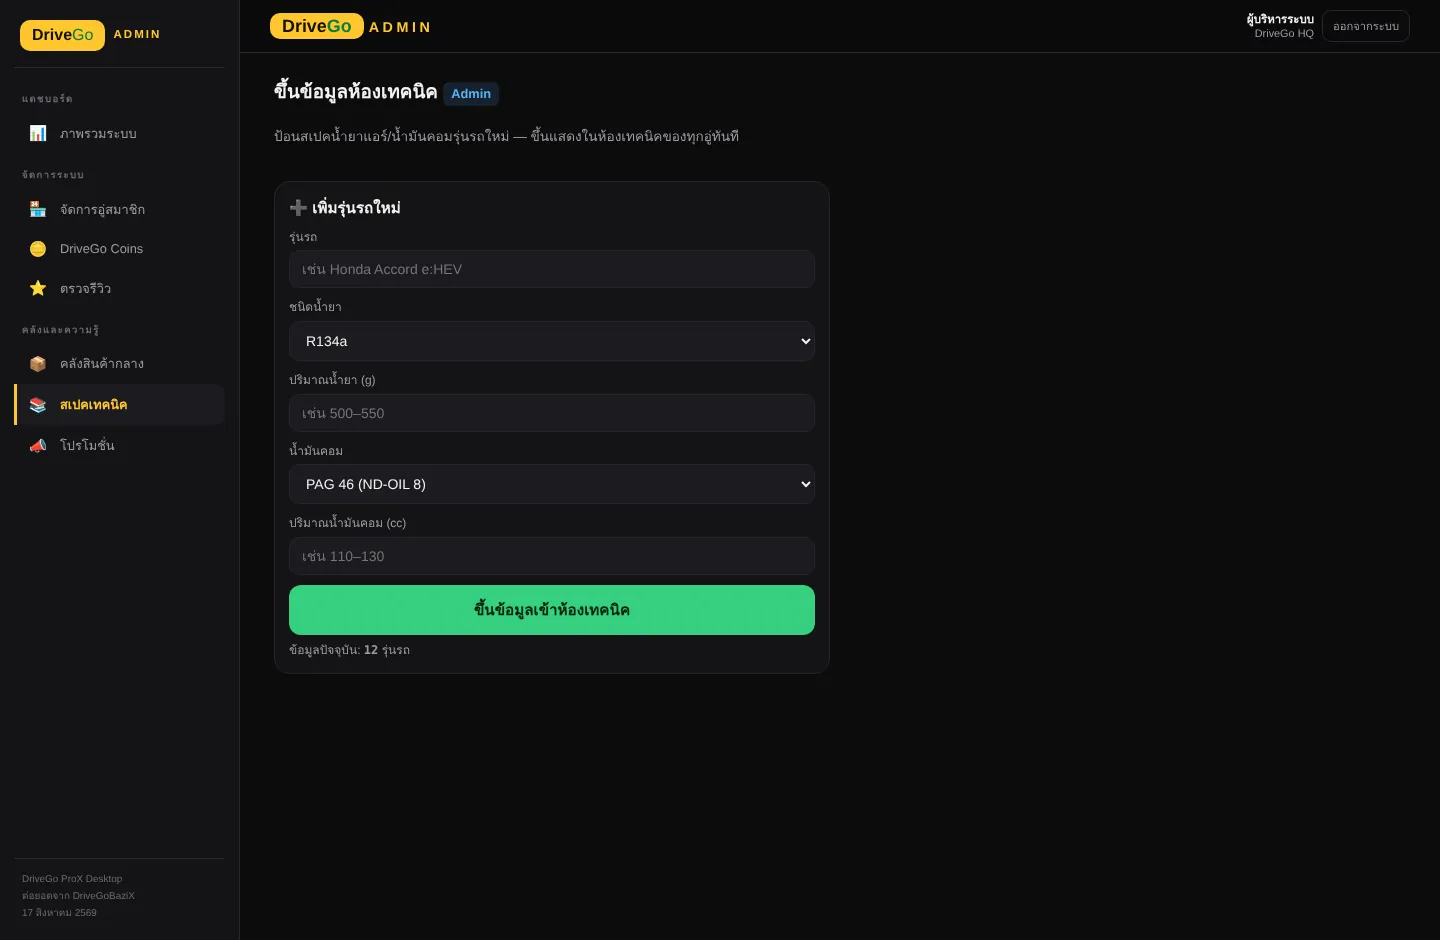 DriveGo ADMIN
แดชบอร์ด
ภาพรวมระบบ
จัดการระบบ
จัดการอู่สมาชิก
DriveGo Coins
ตรวจรีวิว
คลังและความรู้
คลังสินค้ากลาง
สเปคเทคนิค
โปรโมชั่น
DriveGo ProX Desktop
ต่อยอดจาก DriveGoBaziX
17 สิงหาคม 2569
DriveGo ADMIN
ผู้บริหารระบบ
DriveGo HQ
ออกจากระบบ
ขึ้นข้อมูลห้องเทคนิค Admin
ป้อนสเปคน้ำยาแอร์/น้ำมันคอมรุ่นรถใหม่ — ขึ้นแสดงในห้องเทคนิคของทุกอู่ทันที
➕ เพิ่มรุ่นรถใหม่
รุ่นรถ
เช่น Honda Accord e:HEV
ชนิดน้ำยา
R134a
ปริมาณน้ำยา (g)
เช่น 500–550
น้ำมันคอม
PAG 46 (ND-OIL 8)
ปริมาณน้ำมันคอม (cc)
เช่น 110–130
ขึ้นข้อมูลเข้าห้องเทคนิค
ข้อมูลปัจจุบัน: 12 รุ่นรถ